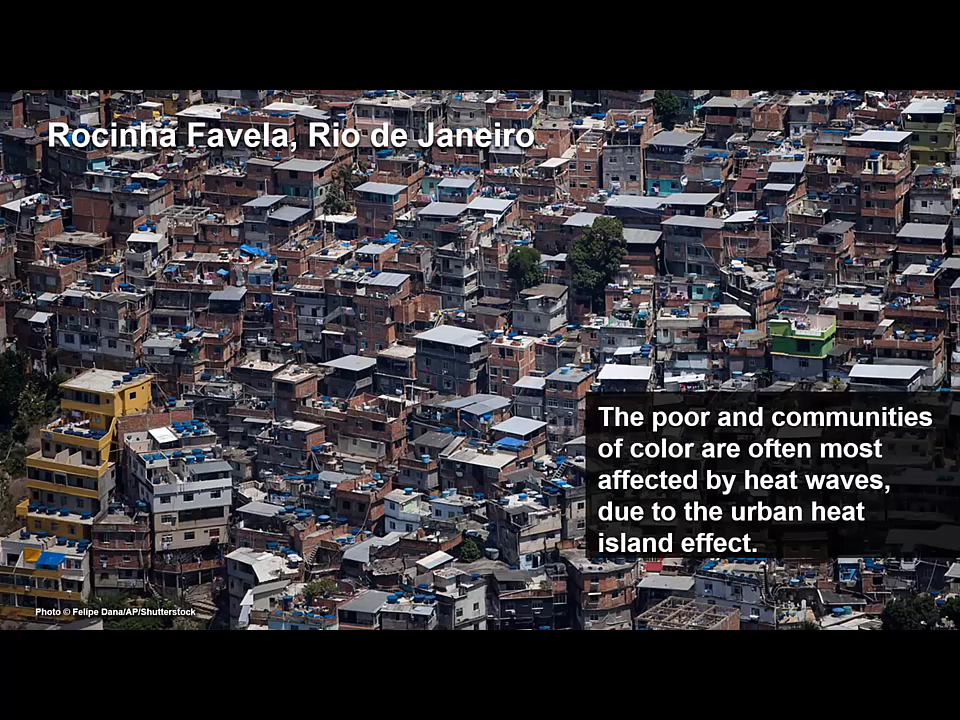 Rocinha Favela, Rio de Janeiro
The poor and communities
of color are often most
affected by heat waves,
due to the urban heat
island effect.
Photo © Felipe Dana/AP/Shutterstock